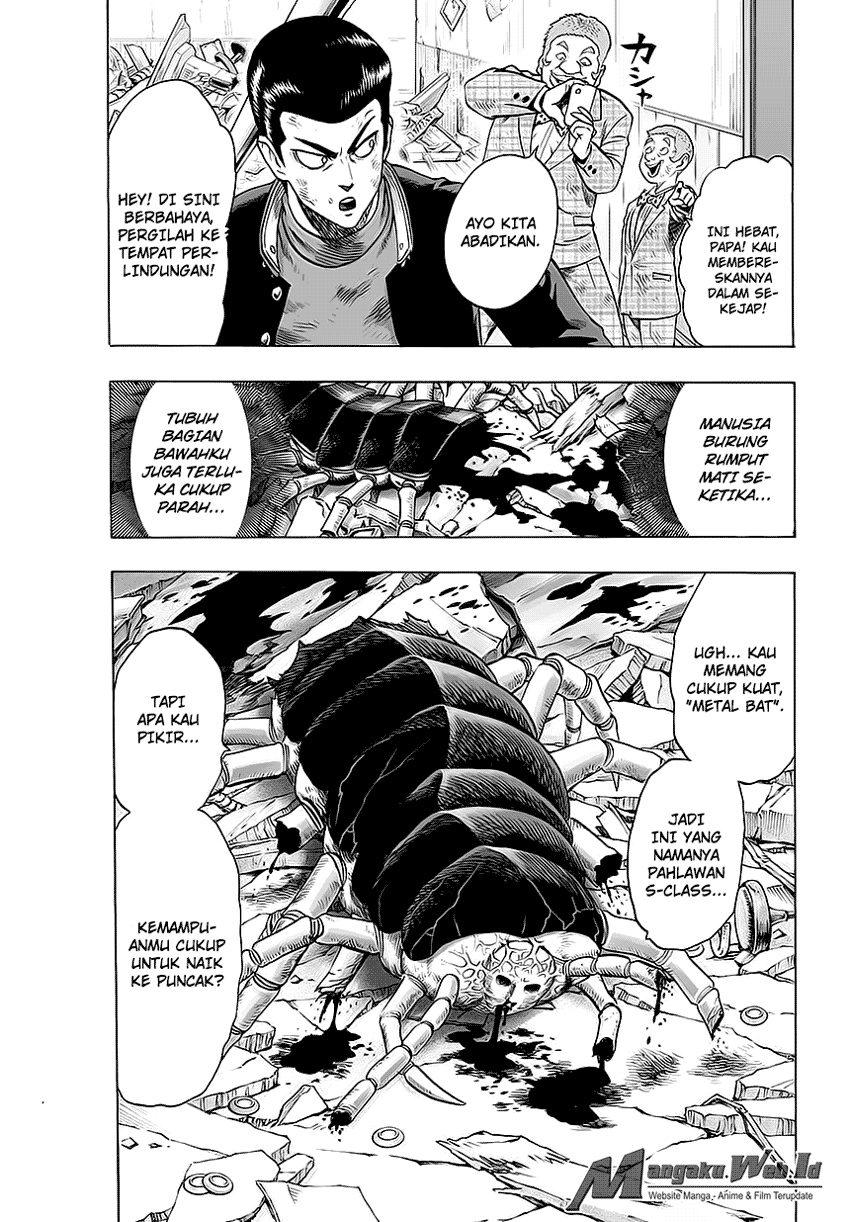 カシャ
INI HEBAT,
PAPA! KAU
MEMBERE-
SKANNYA
DALAM SE-
KEJAP!
AYO KITA
ABADIKAN.
HEY! DI SINI
BERBAHAYA,
PERGILAH KE
TEMPAT PER-
LINDUNGAN!
MANUSIA
BURUNG
RUMPUT
MATI SE-
KETIKA...
TUBUH
BAGIAN
BAWAHKU
JUGA TERLU-
KA CUKUP
PARAH...
UGH... KAU
MEMANG
CUKUP KUAT,
"METAL BAT".
JADI
INI YANG
NAMANYA
PAHLAWAN
S-CLASS...
TAPI
APA KAU
PIKIR...
KEMAMPU-
ANMU CUKUP
UNTUK NAIK
KE PUNCAK?
Mangaku.Web.Id
Website Manga - Anime & Film Terupdate